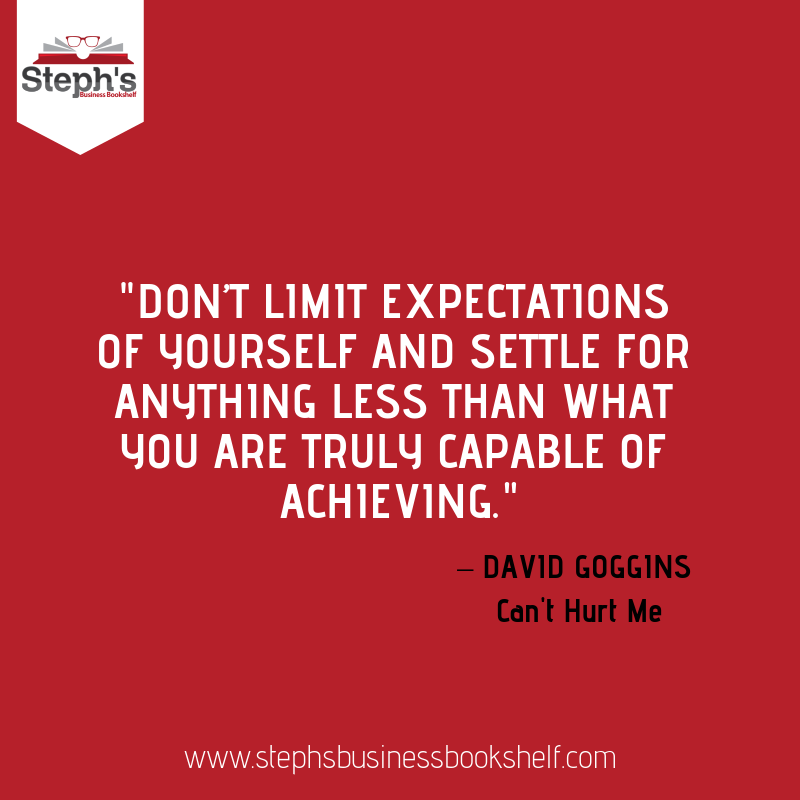 Steph's
Business Bookshelf
"DON'T LIMIT EXPECTATIONS
OF YOURSELF AND SETTLE FOR
ANYTHING LESS THAN WHAT
YOU ARE TRULY CAPABLE OF
ACHIEVING."
– DAVID GOGGINS
Can't Hurt Me
www.stephsbusinessbookshelf.com